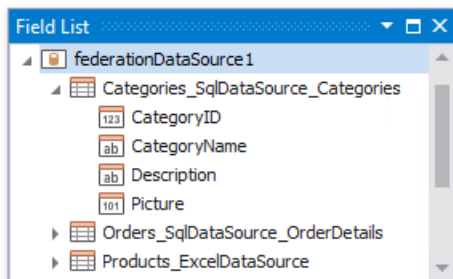 Field List
federationDataSource1
Categories_SqlDataSource_Categories
123 CategoryID
ab CategoryName
ab Description
101 Picture
Orders_SqlDataSource_OrderDetails
Products_ExcelDataSource